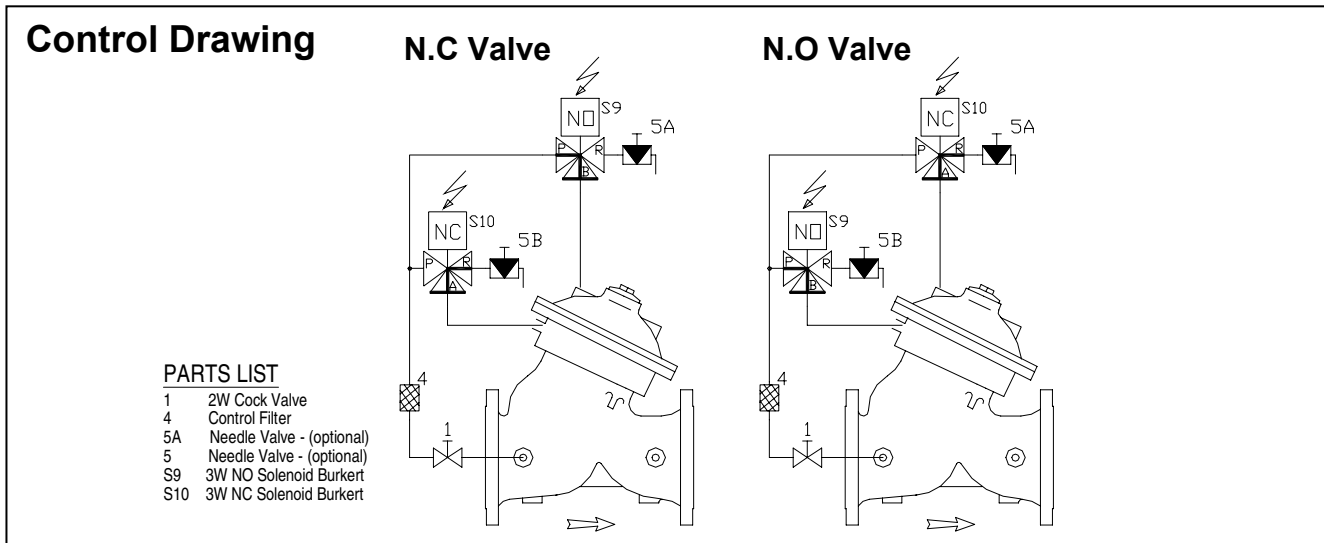 Control Drawing
N.C Valve
N.O Valve
NO
S9
5A
P
R
B
NC
S10
5B
P
R
A
4
1
NC
S10
5A
R
A
NO
S9
5B
P
R
B
4
1
PARTS LIST
1 2W Cock Valve
4 Control Filter
5A Needle Valve - (optional)
5 Needle Valve - (optional)
S9 3W NO Solenoid Burkert
S10 3W NC Solenoid Burkert